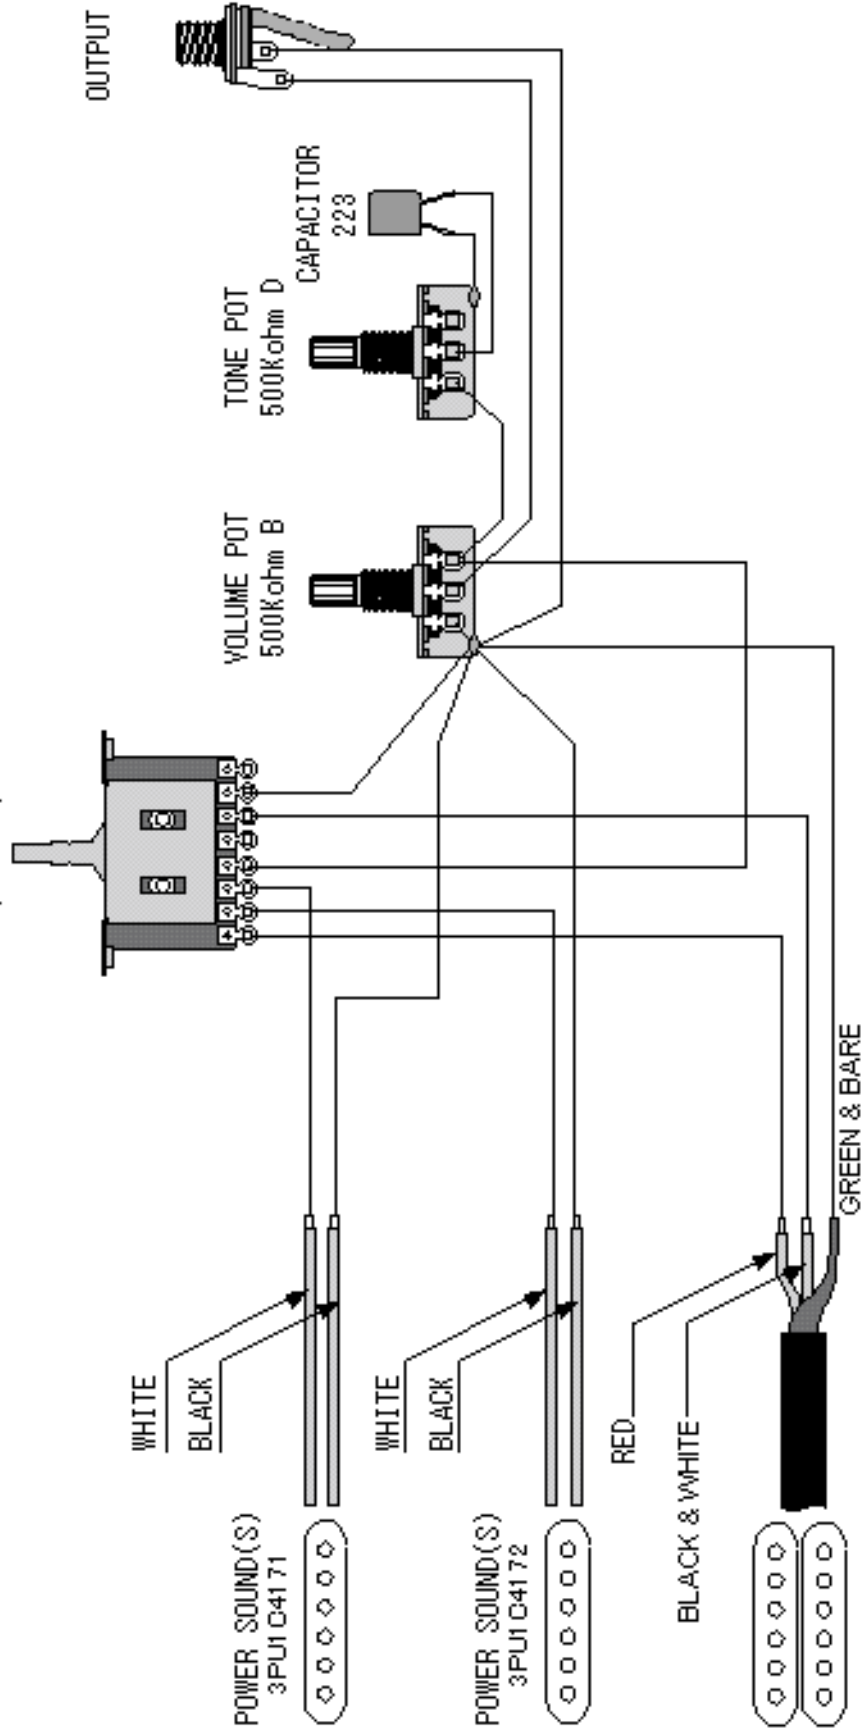 OUTPUT
CAPACITOR
223
TONE POT
500Kohm D
VOLUME POT
500Kohm B
WHITE
BLACK
POWER SOUND(S)
3PU1C4171
WHITE
BLACK
POWER SOUND(S)
3PU1C4172
RED
BLACK & WHITE
GREEN & BARE